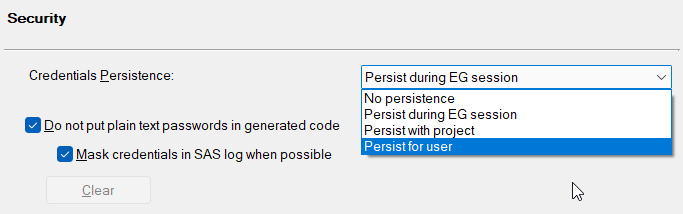 Security
Credentials Persistence:
Persist during EG session
No persistence
Persist during EG session
Persist with project
Persist for user
Do not put plain text passwords in generated code
Mask credentials in SAS log when possible
Clear